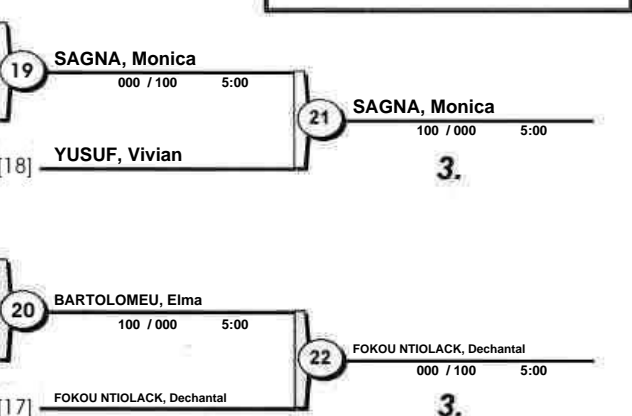 19 SAGNA, Monica
000 / 100 5:00
21 SAGNA, Monica
100 / 000 5:00
[18] YUSUF, Vivian
3.
20 BARTOLOMEU, Elma
100 / 000 5:00
22 FOKOU NTIOLACK, Dechantal
000 / 100 5:00
[17] FOKOU NTIOLACK, Dechantal
3.